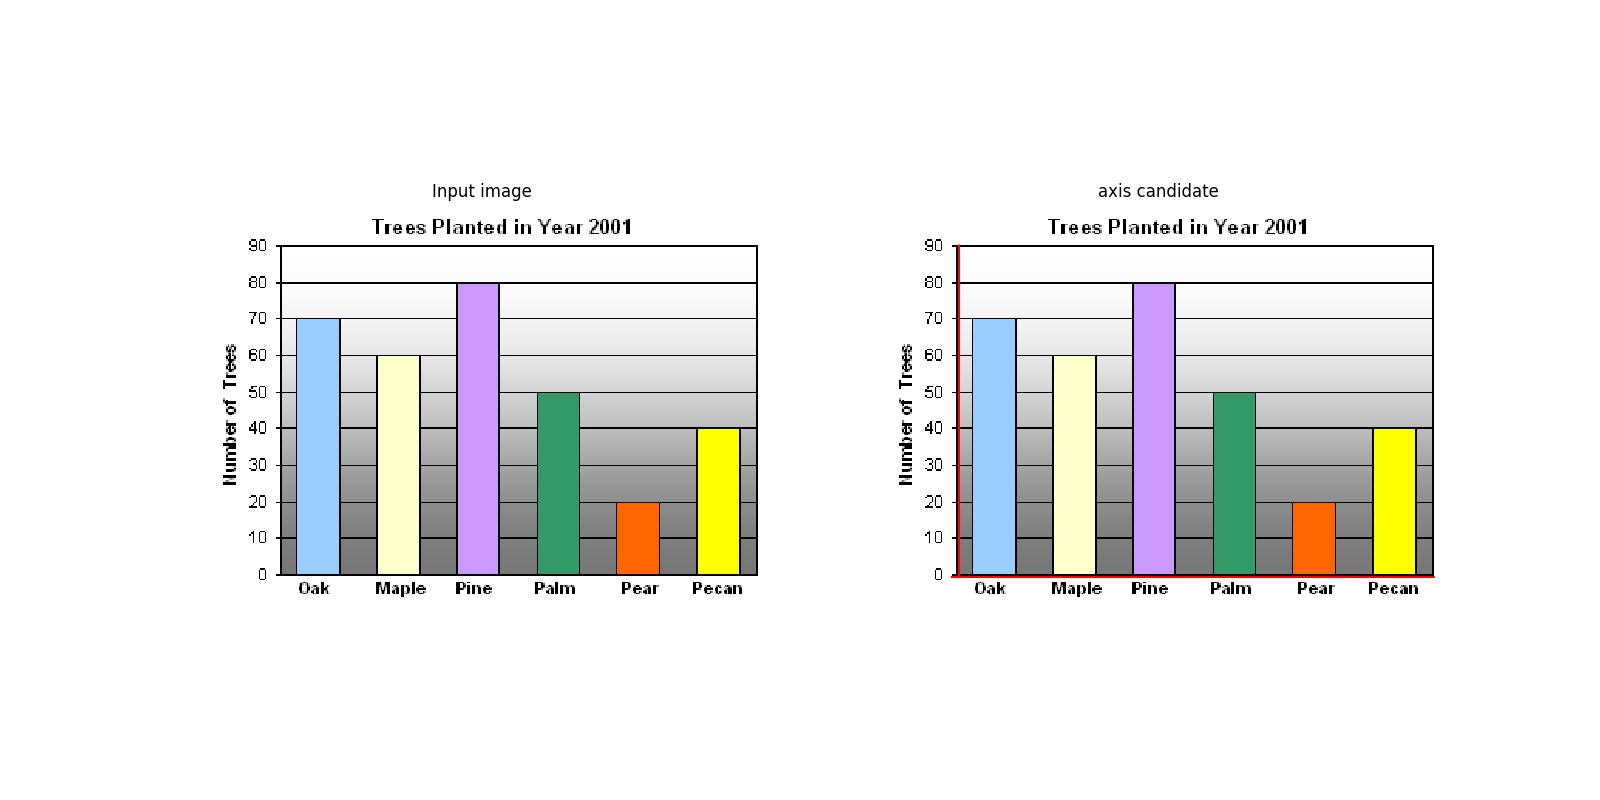 Input image
Trees Planted in Year 2001
90
80
70
60
50
40
30
20
10
0
Number of Trees
Oak Maple Pine Palm Pear Pecan
axis candidate
Trees Planted in Year 2001
90
80
70
60
50
40
30
20
10
0
Number of Trees
Oak Maple Pine Palm Pear Pecan